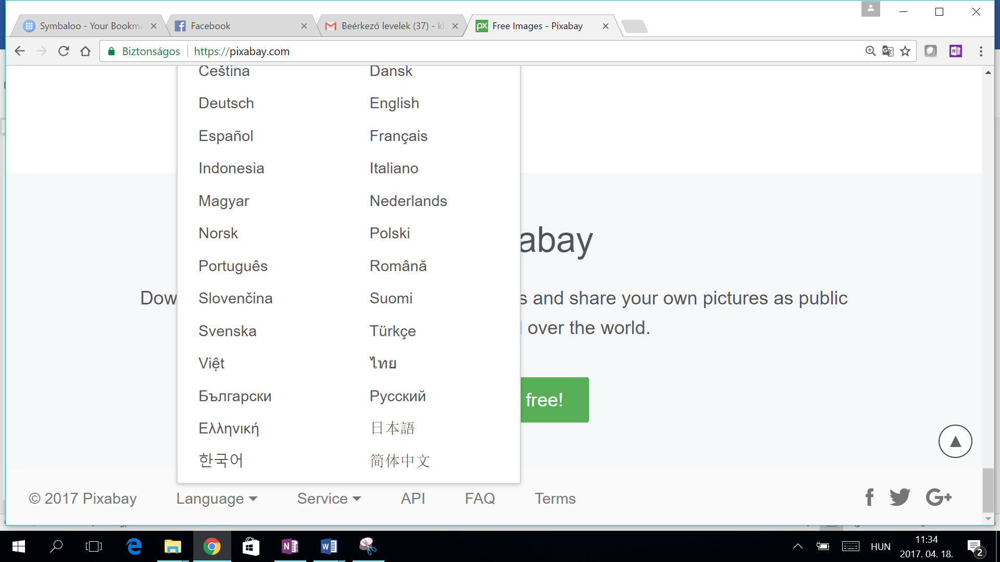 Symbaloo - Your Bookma
Facebook
Beérkező levelek (37) - kl
Free Images - Pixabay
Biztonságos
https://pixabay.com
Čeština Dansk
Deutsch English
Español Français
Indonesia Italiano
Magyar Nederlands
Norsk Polski
Português Română
Slovenčina Suomi
Svenska Türkçe
Việt ไทย
Български Русский
Ελληνική 日本語
한국어 简体中文
abay
Dow s and share your own pictures as public
over the world.
free!
© 2017 Pixabay Language Service API FAQ Terms
HUN
11:34
2017. 04. 18.
2